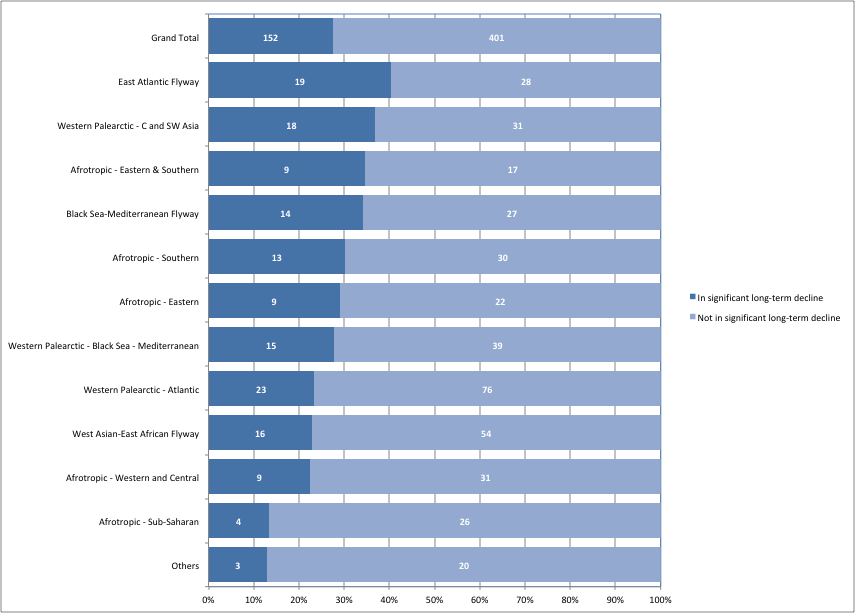 Grand Total 152 401
East Atlantic Flyway 19 28
Western Palearctic - C and SW Asia 18 31
Afrotropic - Eastern & Southern 9 17
Black Sea-Mediterranean Flyway 14 27
Afrotropic - Southern 13 30
Afrotropic - Eastern 9 22
Western Palearctic - Black Sea - Mediterranean 15 39
Western Palearctic - Atlantic 23 76
West Asian-East African Flyway 16 54
Afrotropic - Western and Central 9 31
Afrotropic - Sub-Saharan 4 26
Others 3 20
0% 10% 20% 30% 40% 50% 60% 70% 80% 90% 100%
In significant long-term decline
Not in significant long-term decline